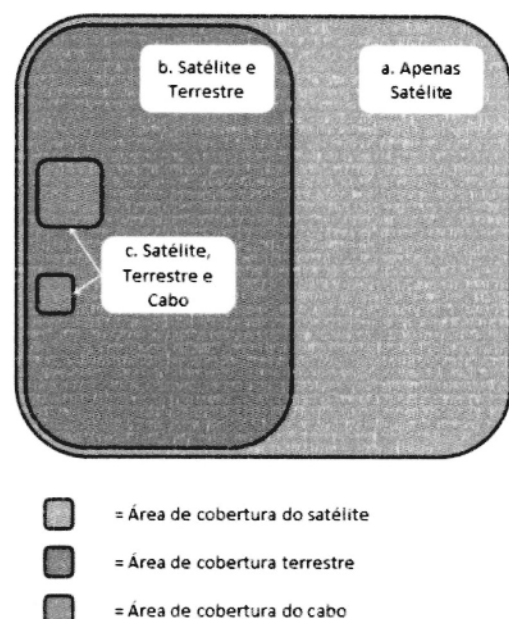 b. Satélite e
Terrestre
a. Apenas
Satélite
c. Satélite,
Terrestre e
Cabo
= Área de cobertura do satélite
= Área de cobertura terrestre
= Área de cobertura do cabo